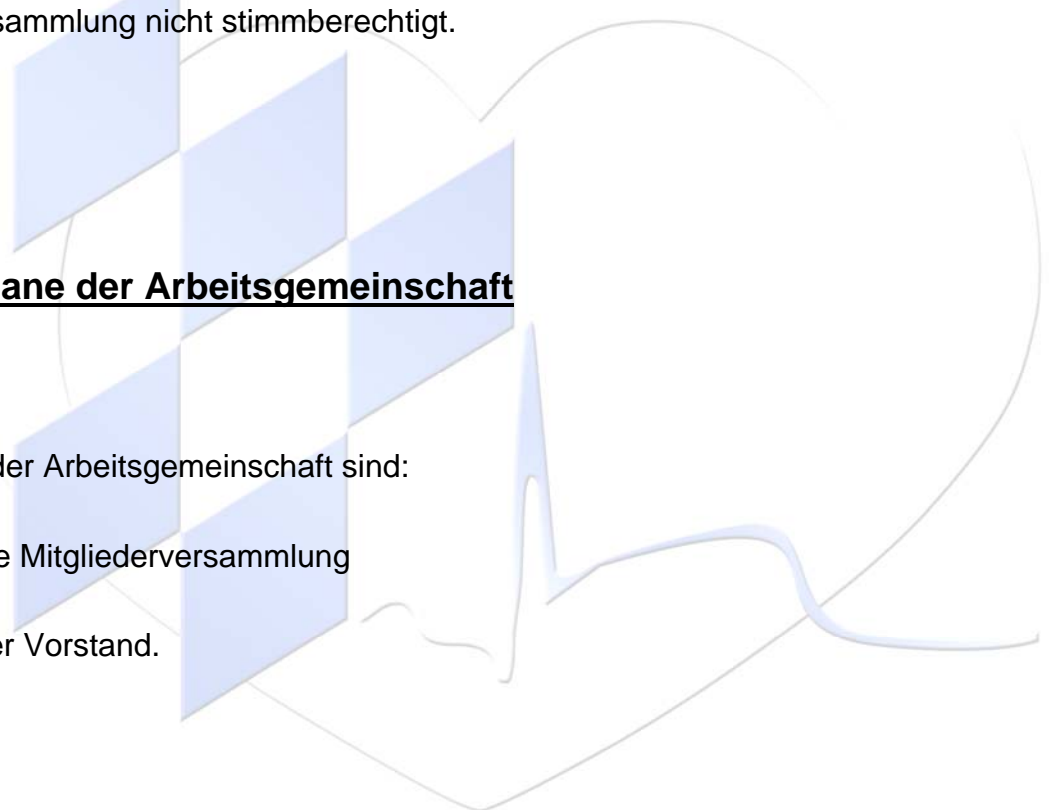 sammlung nicht stimmberechtigt.
ane der Arbeitsgemeinschaft
der Arbeitsgemeinschaft sind:
e Mitgliederversammlung
er Vorstand.